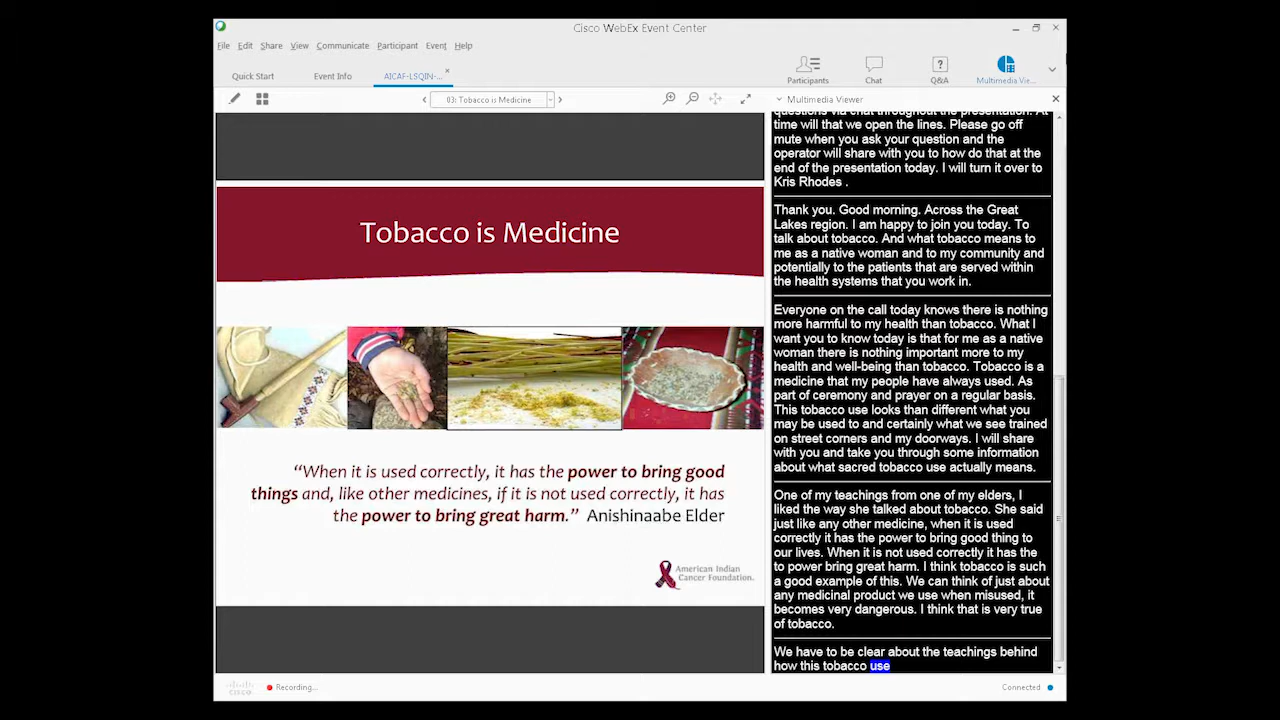 Cisco WebEx Event Center
File Edit Share View Communicate Participant Event Help
Quick Start Event Info AICAF-LSQIN-...
Participants Chat Q&A Multimedia Vie...
03: Tobacco is Medicine
Multimedia Viewer
Tobacco is Medicine
“When it is used correctly, it has the power to bring good
things and, like other medicines, if it is not used correctly, it has
the power to bring great harm.” Anishinaabe Elder
American Indian
Cancer Foundation.
questions via chat throughout the presentation. At
time will that we open the lines. Please go off
mute when you ask your question and the
operator will share with you to how do that at the
end of the presentation today. I will turn it over to
Kris Rhodes .
Thank you. Good morning. Across the Great
Lakes region. I am happy to join you today. To
talk about tobacco. And what tobacco means to
me as a native woman and to my community and
potentially to the patients that are served within
the health systems that you work in.
Everyone on the call today knows there is nothing
more harmful to my health than tobacco. What I
want you to know today is that for me as a native
woman there is nothing important more to my
health and well-being than tobacco. Tobacco is a
medicine that my people have always used. As
part of ceremony and prayer on a regular basis.
This tobacco use looks than different what you
may be used to and certainly what we see trained
on street corners and my doorways. I will share
with you and take you through some information
about what sacred tobacco use actually means.
One of my teachings from one of my elders, I
liked the way she talked about tobacco. She said
just like any other medicine, when it is used
correctly it has the power to bring good thing to
our lives. When it is not used correctly it has the
to power bring great harm. I think tobacco is such
a good example of this. We can think of just about
any medicinal product we use when misused, it
becomes very dangerous. I think that is very true
of tobacco.
We have to be clear about the teachings behind
how this tobacco use
cisco
Recording...
Connected